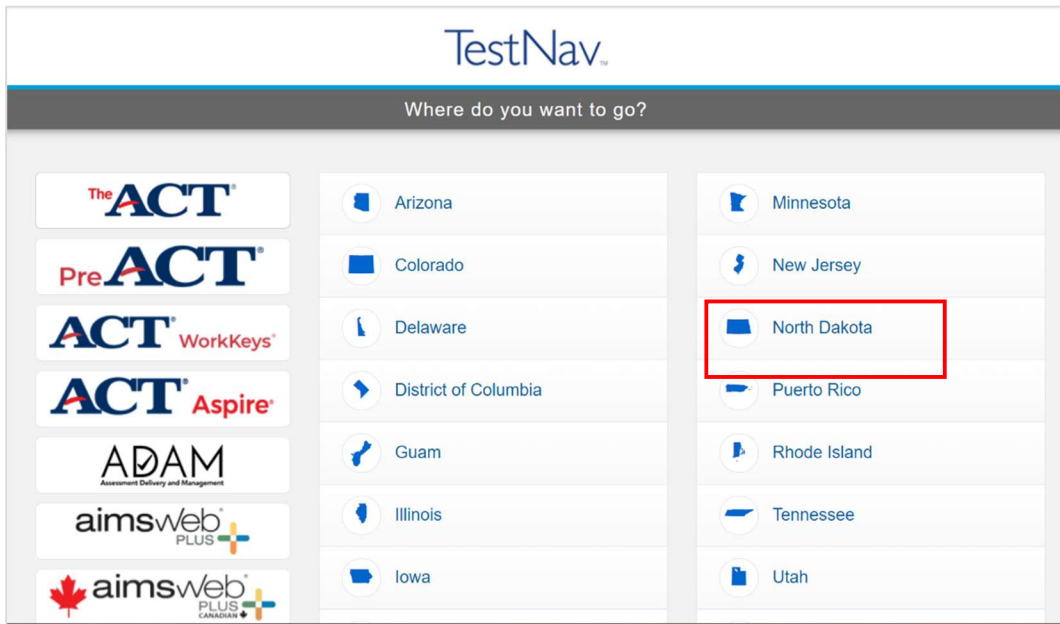 TestNav™
Where do you want to go?
The ACT®
PreACT®
ACT® WorkKeys®
ACT® Aspire®
ADAM
Assessment Delivery and Management
aimsweb®
PLUS
aimsweb®
PLUS
CANADIAN
Arizona
Colorado
Delaware
District of Columbia
Guam
Illinois
Iowa
Minnesota
New Jersey
North Dakota
Puerto Rico
Rhode Island
Tennessee
Utah